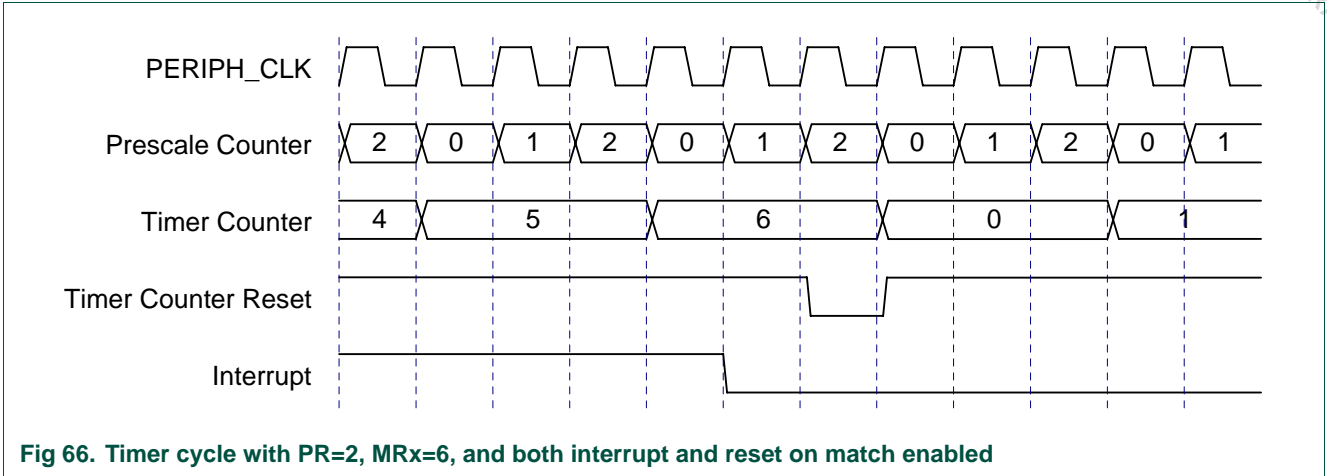 PERIPH_CLK
Prescale Counter 2 0 1 2 0 1 2 0 1 2 0 1
Timer Counter 4 5 6 0 1
Timer Counter Reset
Interrupt
Fig 66. Timer cycle with PR=2, MRx=6, and both interrupt and reset on match enabled